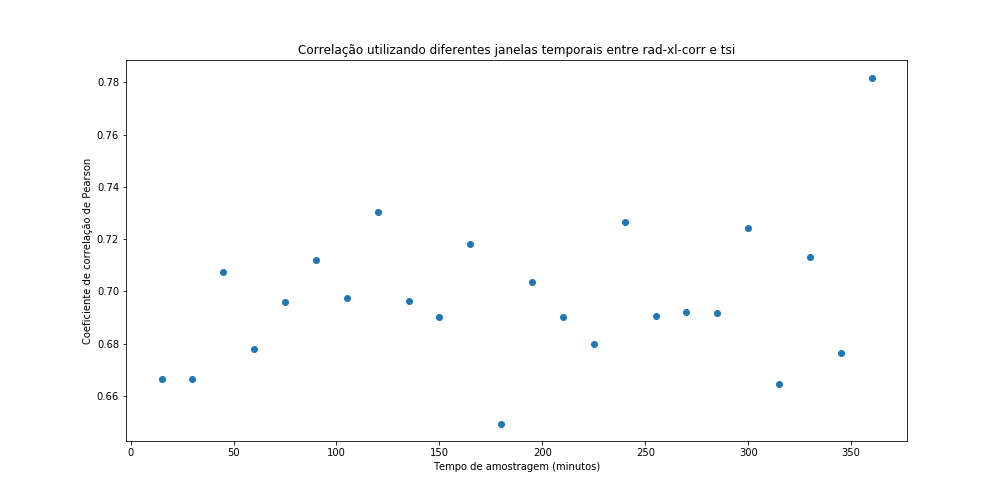 Correlação utilizando diferentes janelas temporais entre rad-xl-corr e tsi
0.78
0.76
0.74
0.72
0.70
0.68
0.66
Coeficiente de correlação de Pearson
0 50 100 150 200 250 300 350
Tempo de amostragem (minutos)